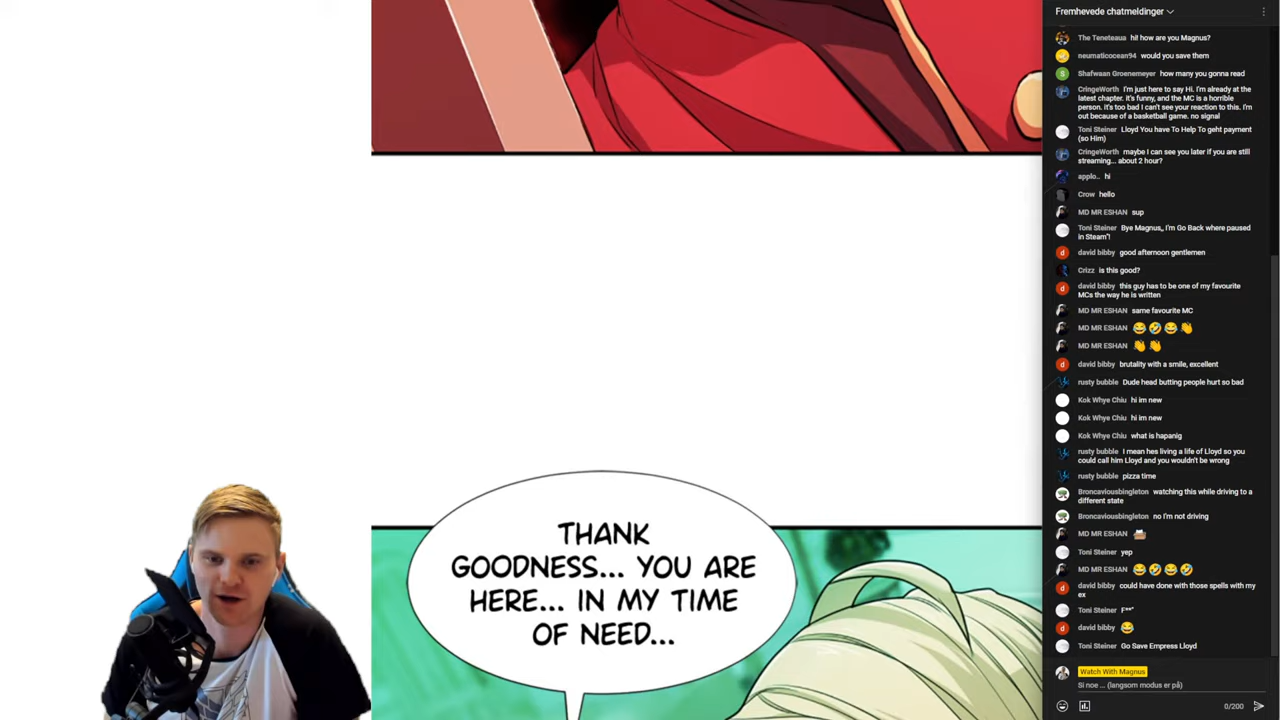 THANK
GOODNESS... YOU ARE
HERE... IN MY TIME
OF NEED...
Fremhevede chatmeldinger
The Teneteaua hi! how are you Magnus?
neumaticocean94 would you save them
S
Shafwaan Groenemeyer how many you gonna read
CringeWorth I'm just here to say Hi. I'm already at the
latest chapter. it's funny, and the MC is a horrible
person. it's too bad I can't see your reaction to this. I'm
out because of a basketball game. no signal
Toni Steiner Lloyd You have To Help To geht payment
(so Him)
CringeWorth maybe I can see you later if you are still
streaming... about 2 hour?
applo.. hi
Crow hello
MD MR ESHAN sup
Toni Steiner Bye Magnus,, I'm Go Back where paused
in Steam"!
d
david bibby good afternoon gentlemen
Crizz is this good?
d
david bibby this guy has to be one of my favourite
MCs the way he is written
MD MR ESHAN same favourite MC
MD MR ESHAN 😂🤣😂👏
MD MR ESHAN 👏👏
d
david bibby brutality with a smile, excellent
rusty bubble Dude head butting people hurt so bad
Kok Whye Chiu hi im new
Kok Whye Chiu hi im new
Kok Whye Chiu what is hapanig
rusty bubble I mean hes living a life of Lloyd so you
could call him Lloyd and you wouldn't be wrong
rusty bubble pizza time
Broncaviousbingleton watching this while driving to a
different state
Broncaviousbingleton no I'm not driving
MD MR ESHAN
Toni Steiner yep
MD MR ESHAN 😂🤣😂🤣
d
david bibby could have done with those spells with my
ex
Toni Steiner F**"
d
david bibby 😂
Toni Steiner Go Save Empress Lloyd
Watch With Magnus
Si noe ... (langsom modus er på)
0/200